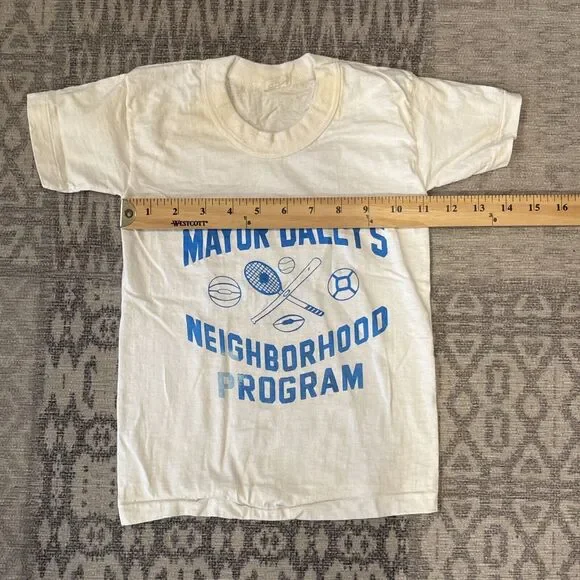 1 2 3 4 5 6 7 8 9 10 11 12 13 14 15 16
WESTCOTT
MAYOR DALEY'S
NEIGHBORHOOD
PROGRAM